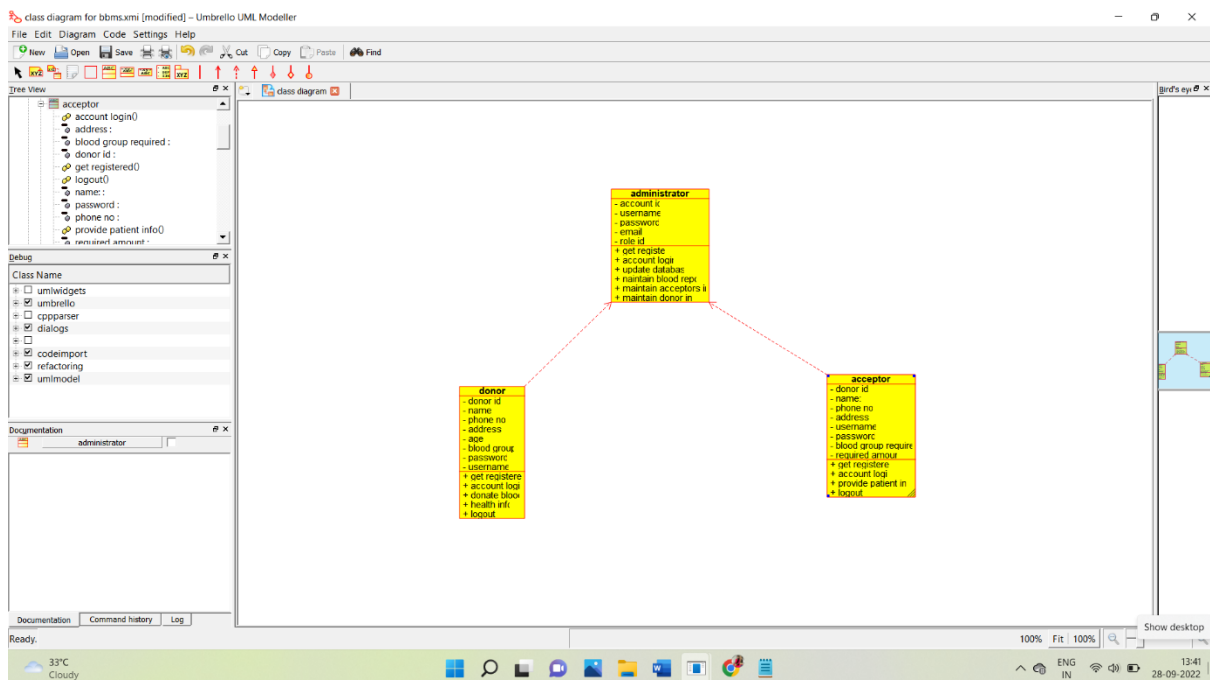 class diagram for bbms.xmi [modified] – Umbrello UML Modeller
File Edit Diagram Code Settings Help
New Open Save Cut Copy Paste Find
Tree View
class diagram
Bird's eye
acceptor
account login()
address :
blood group required :
donor id :
get registered()
logout()
name: :
password :
phone no :
provide patient info()
required amount :
Debug
Class Name
umlwidgets
umbrello
cppparser
dialogs
codeimport
refactoring
umlmodel
Documentation
administrator
Documentation Command history Log
administrator
- account id
- username
- password
- email
- role id
+ get registe
+ account login
+ update databas
+ naintain blood repo
+ maintain acceptors i
+ maintain donor in
donor
- donor id
- name
- phone no
- address
- age
- blood group
- password
- username
+ get registere
+ account logi
+ donate bloo
+ health info
+ logout
acceptor
- donor id
- name:
- phone no
- address
- username
- password
- blood group require
- required amour
+ get registere
+ account logi
+ provide patient in
+ logout
Ready.
100% Fit 100%
Show desktop
33°C
Cloudy
ENG
IN
13:41
28-09-2022